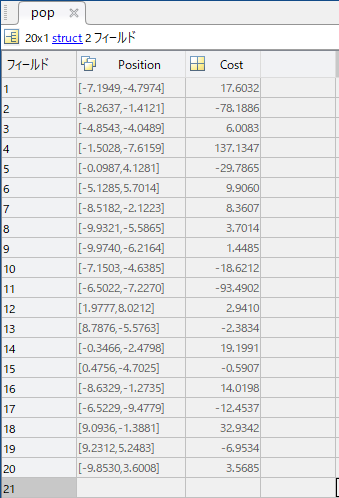 pop
20x1 struct 2 フィールド
フィールド Position Cost
1 [-7.1949,-4.7974] 17.6032
2 [-8.2637,-1.4121] -78.1886
3 [-4.8543,-4.0489] 6.0083
4 [-1.5028,-7.6159] 137.1347
5 [-0.0987,4.1281] -29.7865
6 [-5.1285,5.7014] 9.9060
7 [-8.5182,-2.1223] 8.3607
8 [-9.9321,-5.5865] 3.7014
9 [-9.9740,-6.2164] 1.4485
10 [-7.1503,-4.6385] -18.6212
11 [-6.5022,-7.2270] -93.4902
12 [1.9777,8.0212] 2.9410
13 [8.7876,-5.5763] -2.3834
14 [-0.3466,-2.4798] 19.1991
15 [0.4756,-4.7025] -0.5907
16 [-8.6329,-1.2735] 14.0198
17 [-6.5229,-9.4779] -12.4537
18 [9.0936,-1.3881] 32.9342
19 [9.2312,5.2483] -6.9534
20 [-9.8530,3.6008] 3.5685
21